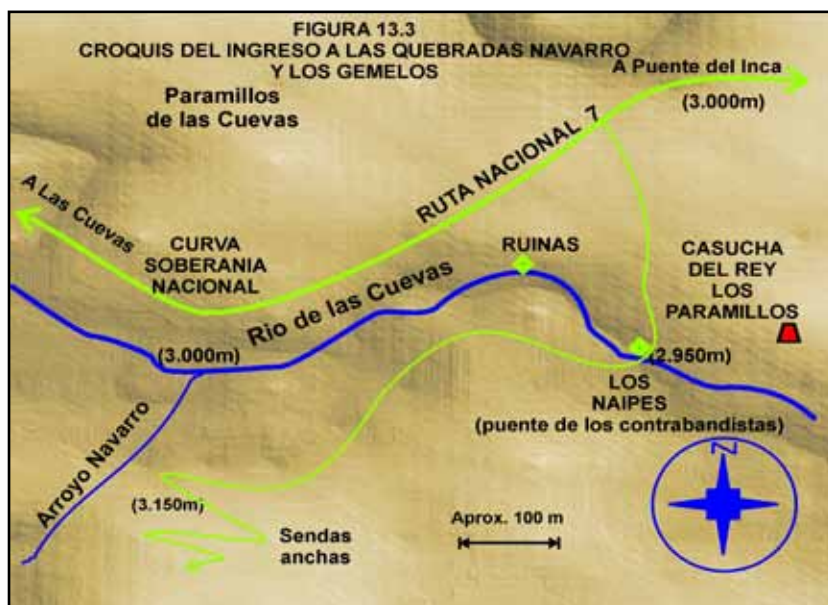 FIGURA 13.3
CROQUIS DEL INGRESO A LAS QUEBRADAS NAVARRO
Y LOS GEMELOS
A Puente del Inca
(3.000m)
Paramillos
de las Cuevas
RUTA NACIONAL 7
A Las Cuevas
CURVA
SOBERANIA
NACIONAL
RUINAS
CASUCHA
DEL REY
LOS
PARAMILLOS
Rio de las Cuevas
(3.000m)
(2.950m)
LOS
NAIPES
(puente de los contrabandistas)
Arroyo Navarro
(3.150m)
Sendas
anchas
Aprox. 100 m
N